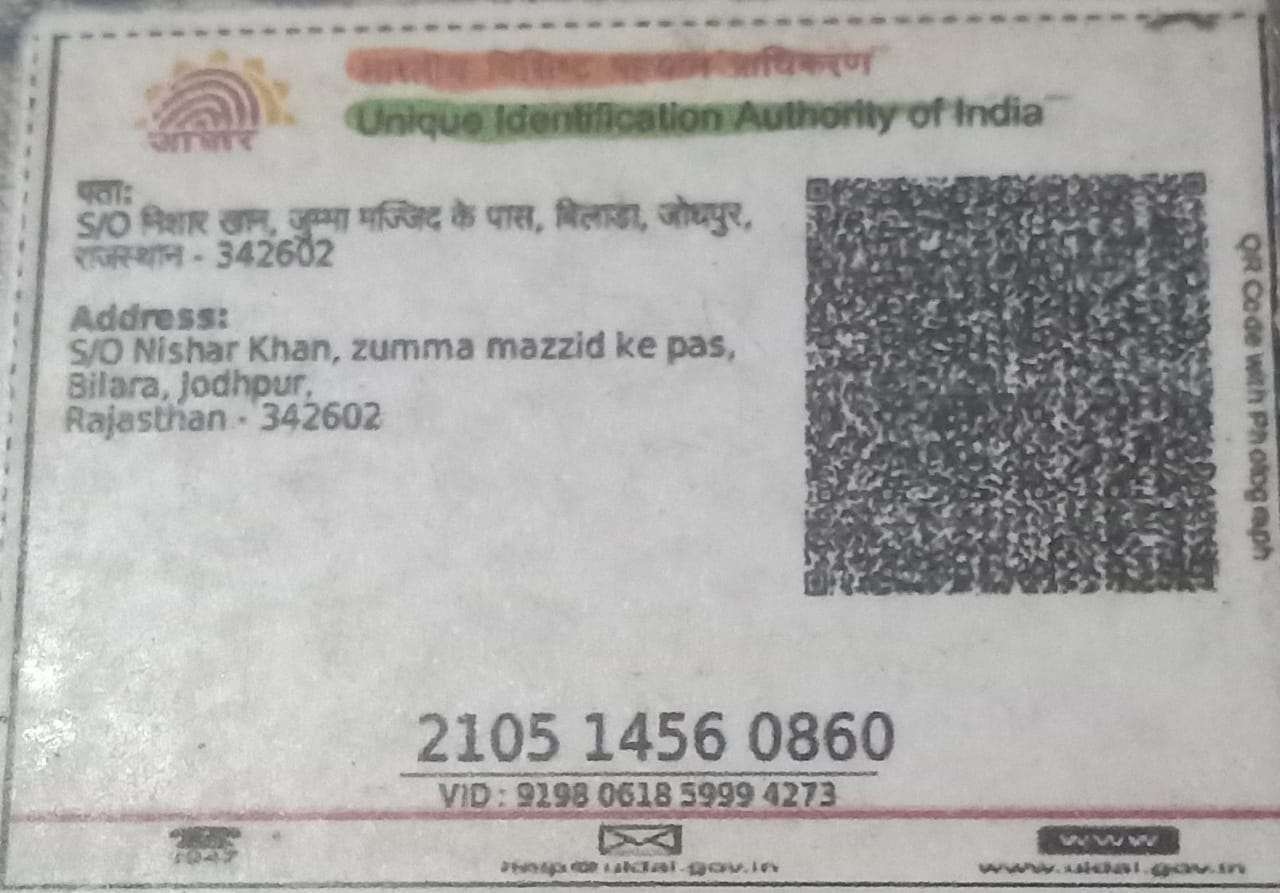 भारतीय विशिष्ट पहचान प्राधिकरण
Unique Identification Authority of India
आधार
पता:
S/O निशार खान, जुम्मा मज्जिद के पास, बिलाडा, जोधपुर,
राजस्थान - 342602
Address:
S/O Nishar Khan, zumma mazzid ke pas,
Bilara, Jodhpur,
Rajasthan - 342602
QR Code with Photograph
2105 1456 0860
VID : 9198 0618 5999 4273
1947
help@uidai.gov.in
www
www.uidai.gov.in